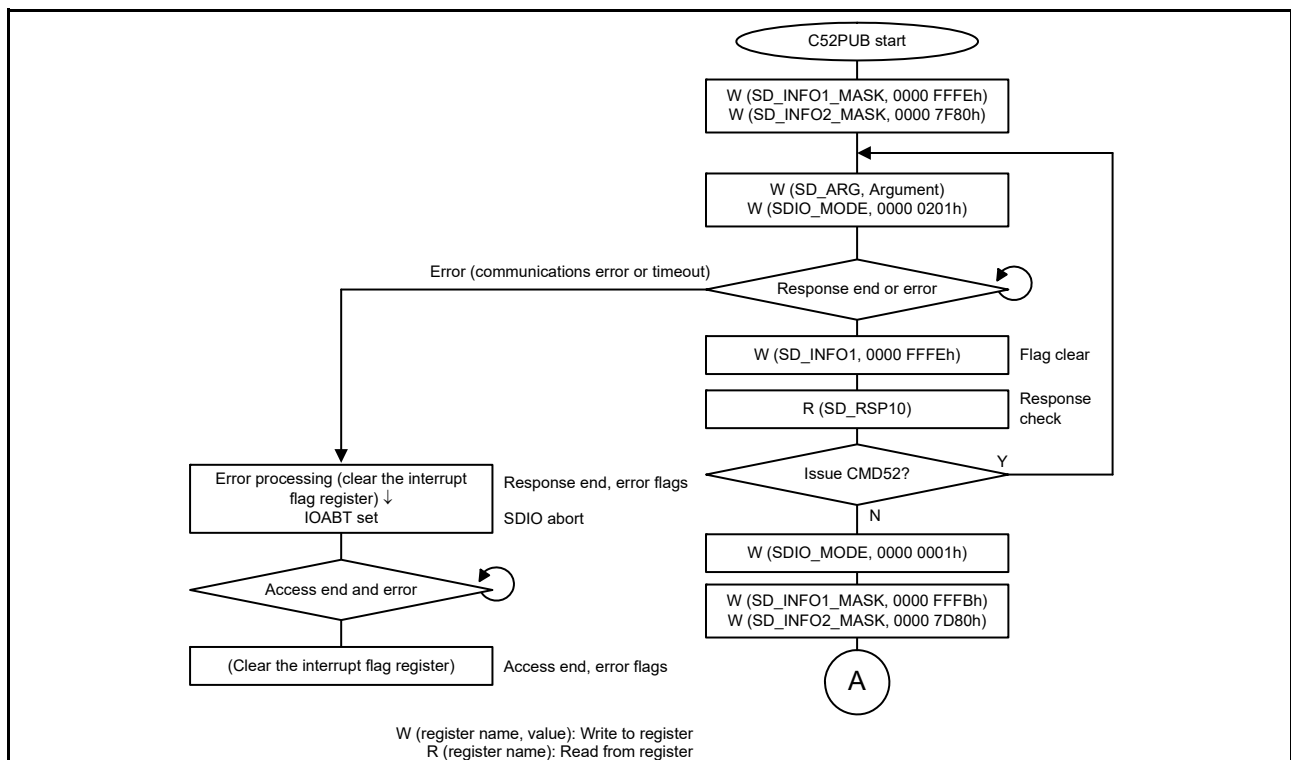 C52PUB start
W (SD_INFO1_MASK, 0000 FFFEh)
W (SD_INFO2_MASK, 0000 7F80h)
W (SD_ARG, Argument)
W (SDIO_MODE, 0000 0201h)
Error (communications error or timeout)
Response end or error
W (SD_INFO1, 0000 FFFEh)
Flag clear
R (SD_RSP10)
Response
check
Issue CMD52?
Y
N
Error processing (clear the interrupt
flag register) ↓
IOABT set
Response end, error flags
SDIO abort
W (SDIO_MODE, 0000 0001h)
Access end and error
W (SD_INFO1_MASK, 0000 FFFBh)
W (SD_INFO2_MASK, 0000 7D80h)
(Clear the interrupt flag register)
Access end, error flags
A
W (register name, value): Write to register
R (register name): Read from register